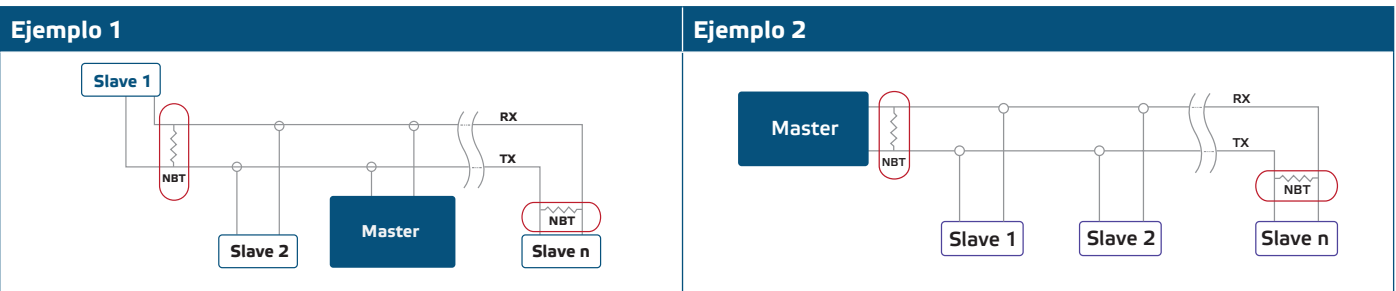 Ejemplo 1
Slave 1
RX
TX
NBT
NBT
Master
Slave 2
Slave n
Ejemplo 2
RX
Master
TX
NBT
NBT
Slave 1
Slave 2
Slave n